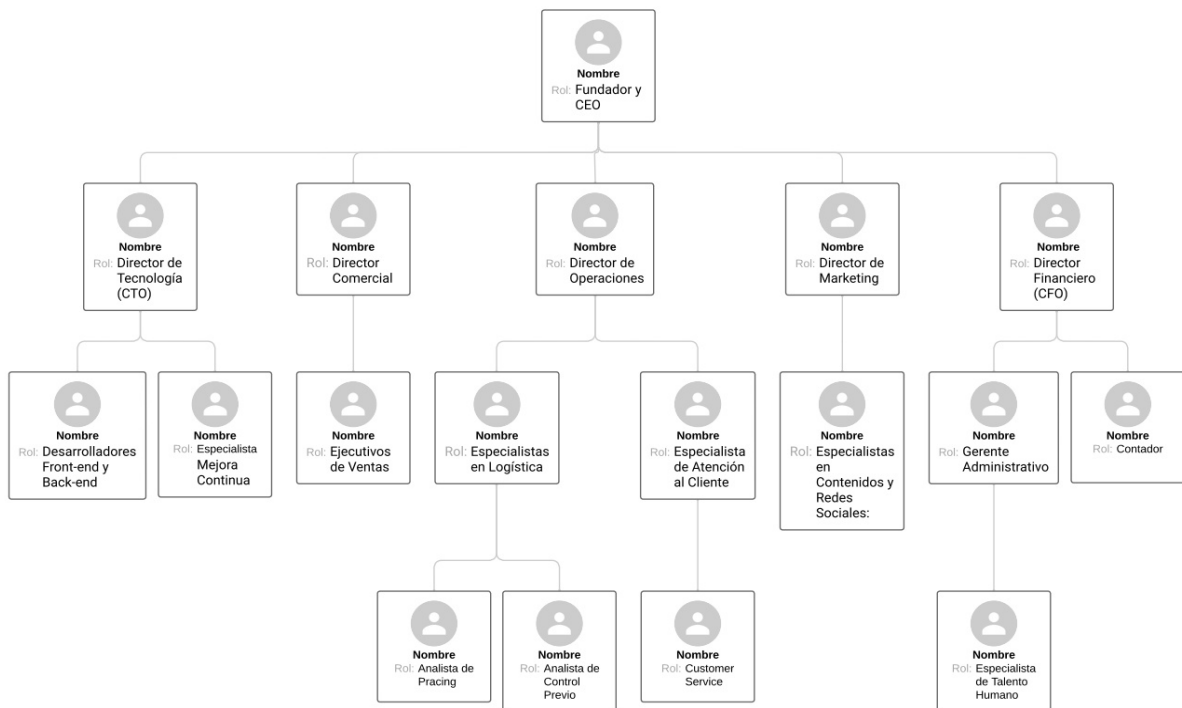 Nombre
Rol: Fundador y
CEO
Nombre
Rol: Director de
Tecnología
(CTO)
Nombre
Rol: Director
Comercial
Nombre
Rol: Director de
Operaciones
Nombre
Rol: Director de
Marketing
Nombre
Rol: Director
Financiero
(CFO)
Nombre
Rol: Desarrolladores
Front-end y
Back-end
Nombre
Rol: Especialista
Mejora
Continua
Nombre
Rol: Ejecutivos
de Ventas
Nombre
Rol: Especialistas
en Logística
Nombre
Rol: Especialista
de Atención
al Cliente
Nombre
Rol: Especialistas
en
Contenidos y
Redes
Sociales:
Nombre
Rol: Gerente
Administrativo
Nombre
Rol: Contador
Nombre
Rol: Analista de
Pracing
Nombre
Rol: Analista de
Control
Previo
Nombre
Rol: Customer
Service
Nombre
Rol: Especialista
de Talento
Humano